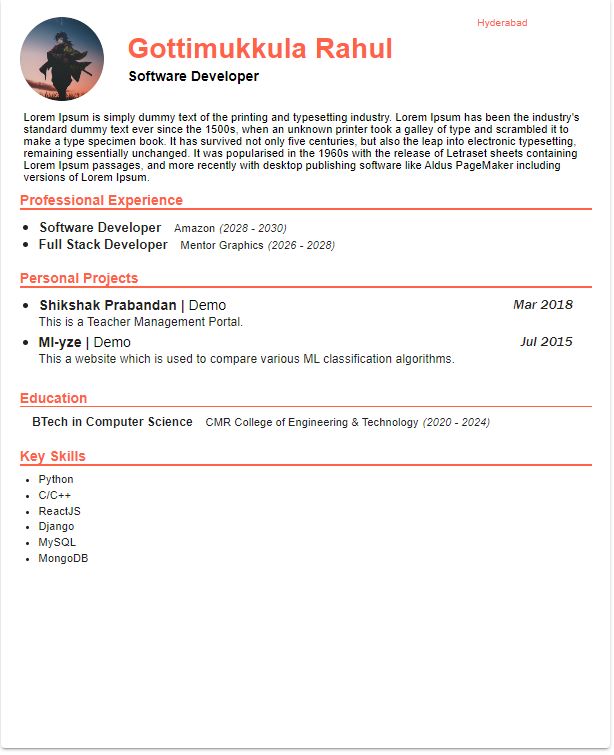 Hyderabad
Gottimukkula Rahul
Software Developer
Lorem Ipsum is simply dummy text of the printing and typesetting industry. Lorem Ipsum has been the industry's
standard dummy text ever since the 1500s, when an unknown printer took a galley of type and scrambled it to
make a type specimen book. It has survived not only five centuries, but also the leap into electronic typesetting,
remaining essentially unchanged. It was popularised in the 1960s with the release of Letraset sheets containing
Lorem Ipsum passages, and more recently with desktop publishing software like Aldus PageMaker including
versions of Lorem Ipsum.
Professional Experience
• Software Developer Amazon (2028 - 2030)
• Full Stack Developer Mentor Graphics (2026 - 2028)
Personal Projects
• Shikshak Prabandan | Demo Mar 2018
This is a Teacher Management Portal.
• Ml-yze | Demo Jul 2015
This a website which is used to compare various ML classification algorithms.
Education
BTech in Computer Science CMR College of Engineering & Technology (2020 - 2024)
Key Skills
• Python
• C/C++
• ReactJS
• Django
• MySQL
• MongoDB